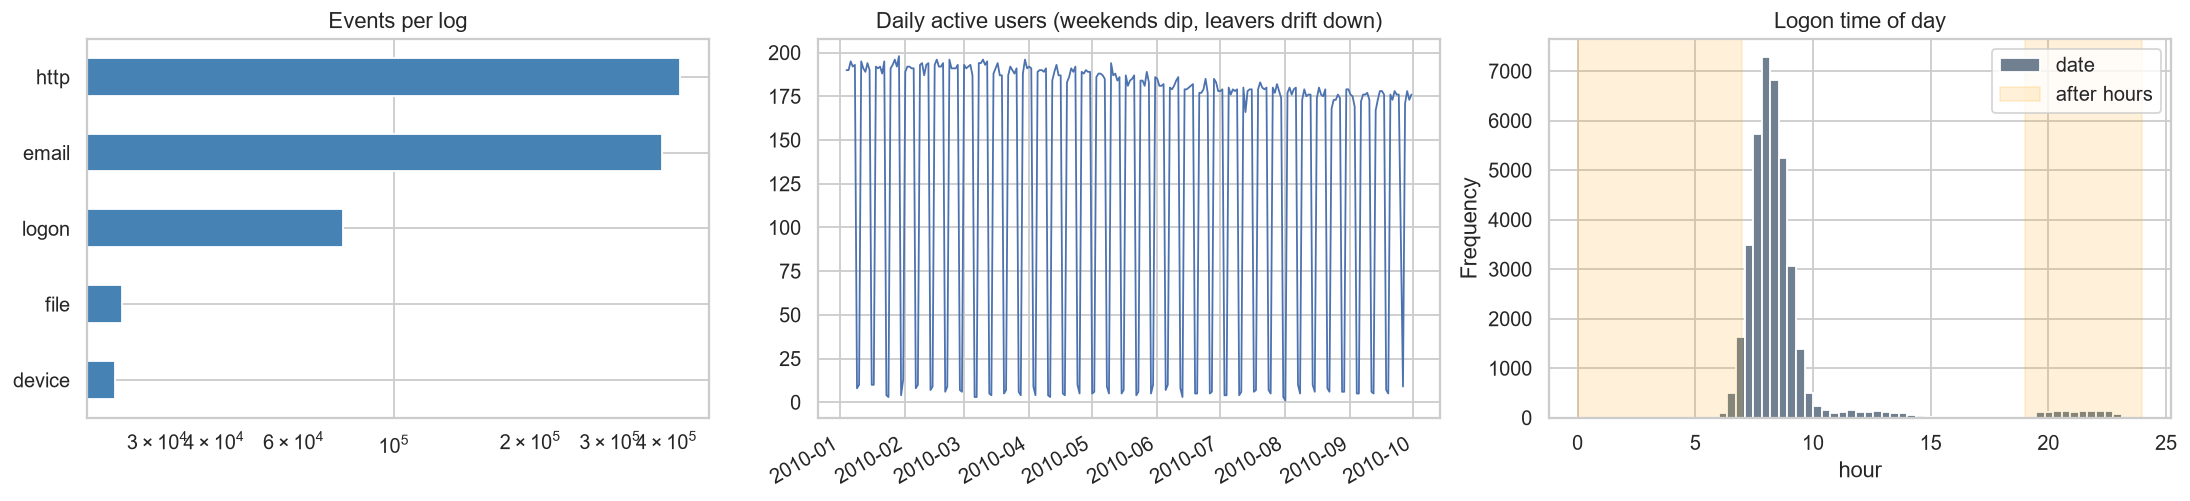 Events per log
http
email
logon
file
device
3 × 10⁴
4 × 10⁴
6 × 10⁴
10⁵
2 × 10⁵
3 × 10⁵
4 × 10⁵
Daily active users (weekends dip, leavers drift down)
200
175
150
125
100
75
50
25
0
2010-01
2010-02
2010-03
2010-04
2010-05
2010-06
2010-07
2010-08
2010-09
2010-10
Logon time of day
date
after hours
Frequency
7000
6000
5000
4000
3000
2000
1000
0
0
5
10
15
20
25
hour